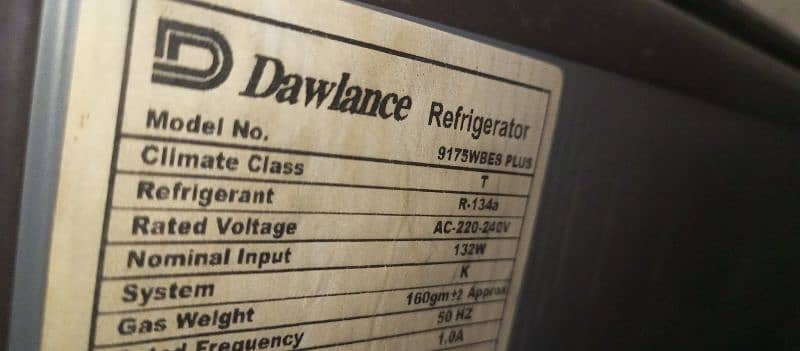 Dawlance Refrigerator
Model No. 9175WBES PLUS
Climate Class T
Refrigerant R-134a
Rated Voltage AC-220-240V
Nominal Input 132W
System K
Gas Weight 160gm±2 Approx
Rated Frequency 50 HZ
1.0A